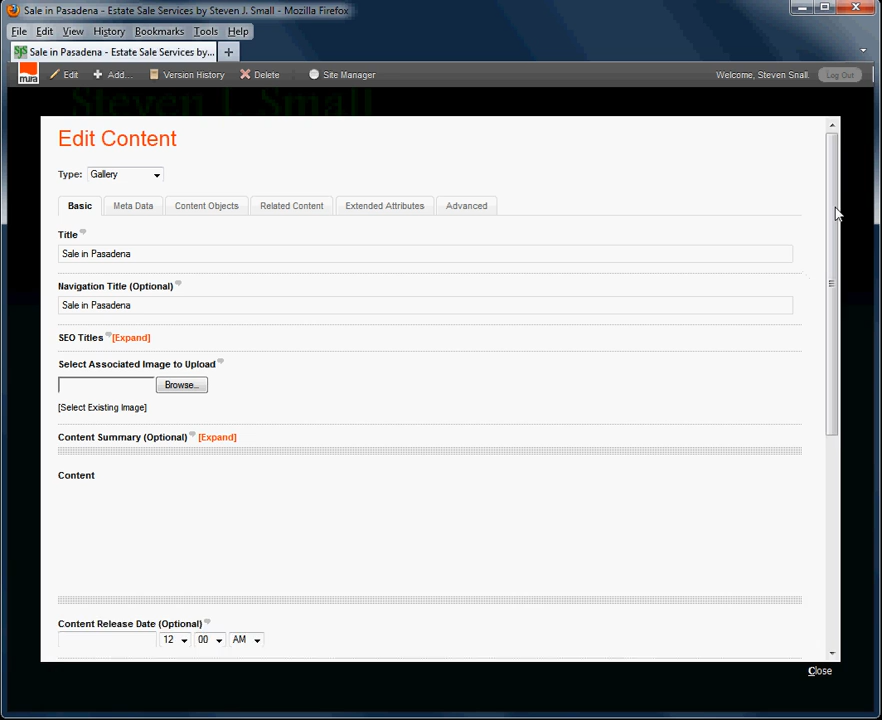 Sale in Pasadena - Estate Sale Services by Steven J. Small - Mozilla Firefox
File Edit View History Bookmarks Tools Help
SJS Sale in Pasadena - Estate Sale Services by... +
mura Edit Add... Version History Delete Site Manager Welcome, Steven Snall. Log Out
Steven J. Small
Edit Content
Type: Gallery
Basic Meta Data Content Objects Related Content Extended Attributes Advanced
Title
Sale in Pasadena
Navigation Title (Optional)
Sale in Pasadena
SEO Titles [Expand]
Select Associated Image to Upload
Browse...
[Select Existing Image]
Content Summary (Optional) [Expand]
Content
Content Release Date (Optional)
12 00 AM
Close